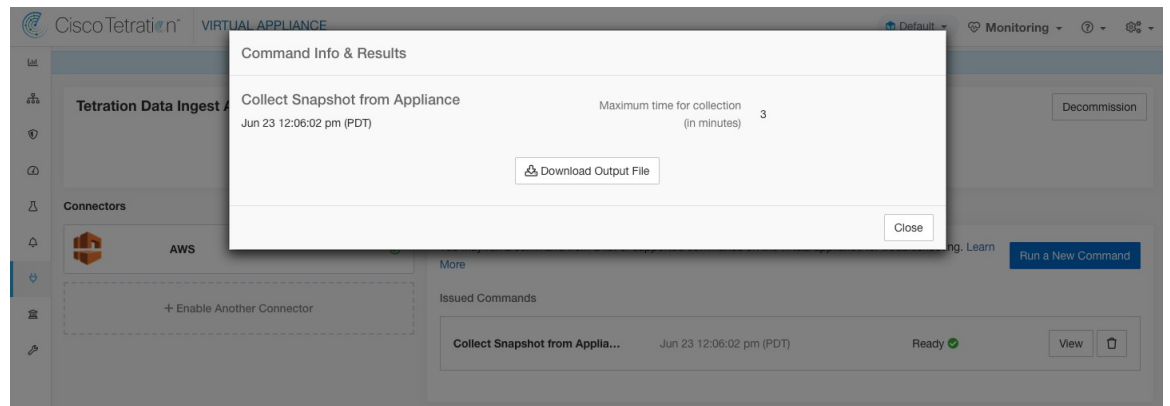 Cisco Tetration™
VIRTUAL APPLIANCE
Default
Monitoring
Command Info & Results
Tetration Data Ingest
Collect Snapshot from Appliance
Jun 23 12:06:02 pm (PDT)
Maximum time for collection
(in minutes)
3
Decommission
Download Output File
Close
Connectors
AWS
+ Enable Another Connector
Learn
More
Run a New Command
Issued Commands
Collect Snapshot from Applia...
Jun 23 12:06:02 pm (PDT)
Ready
View